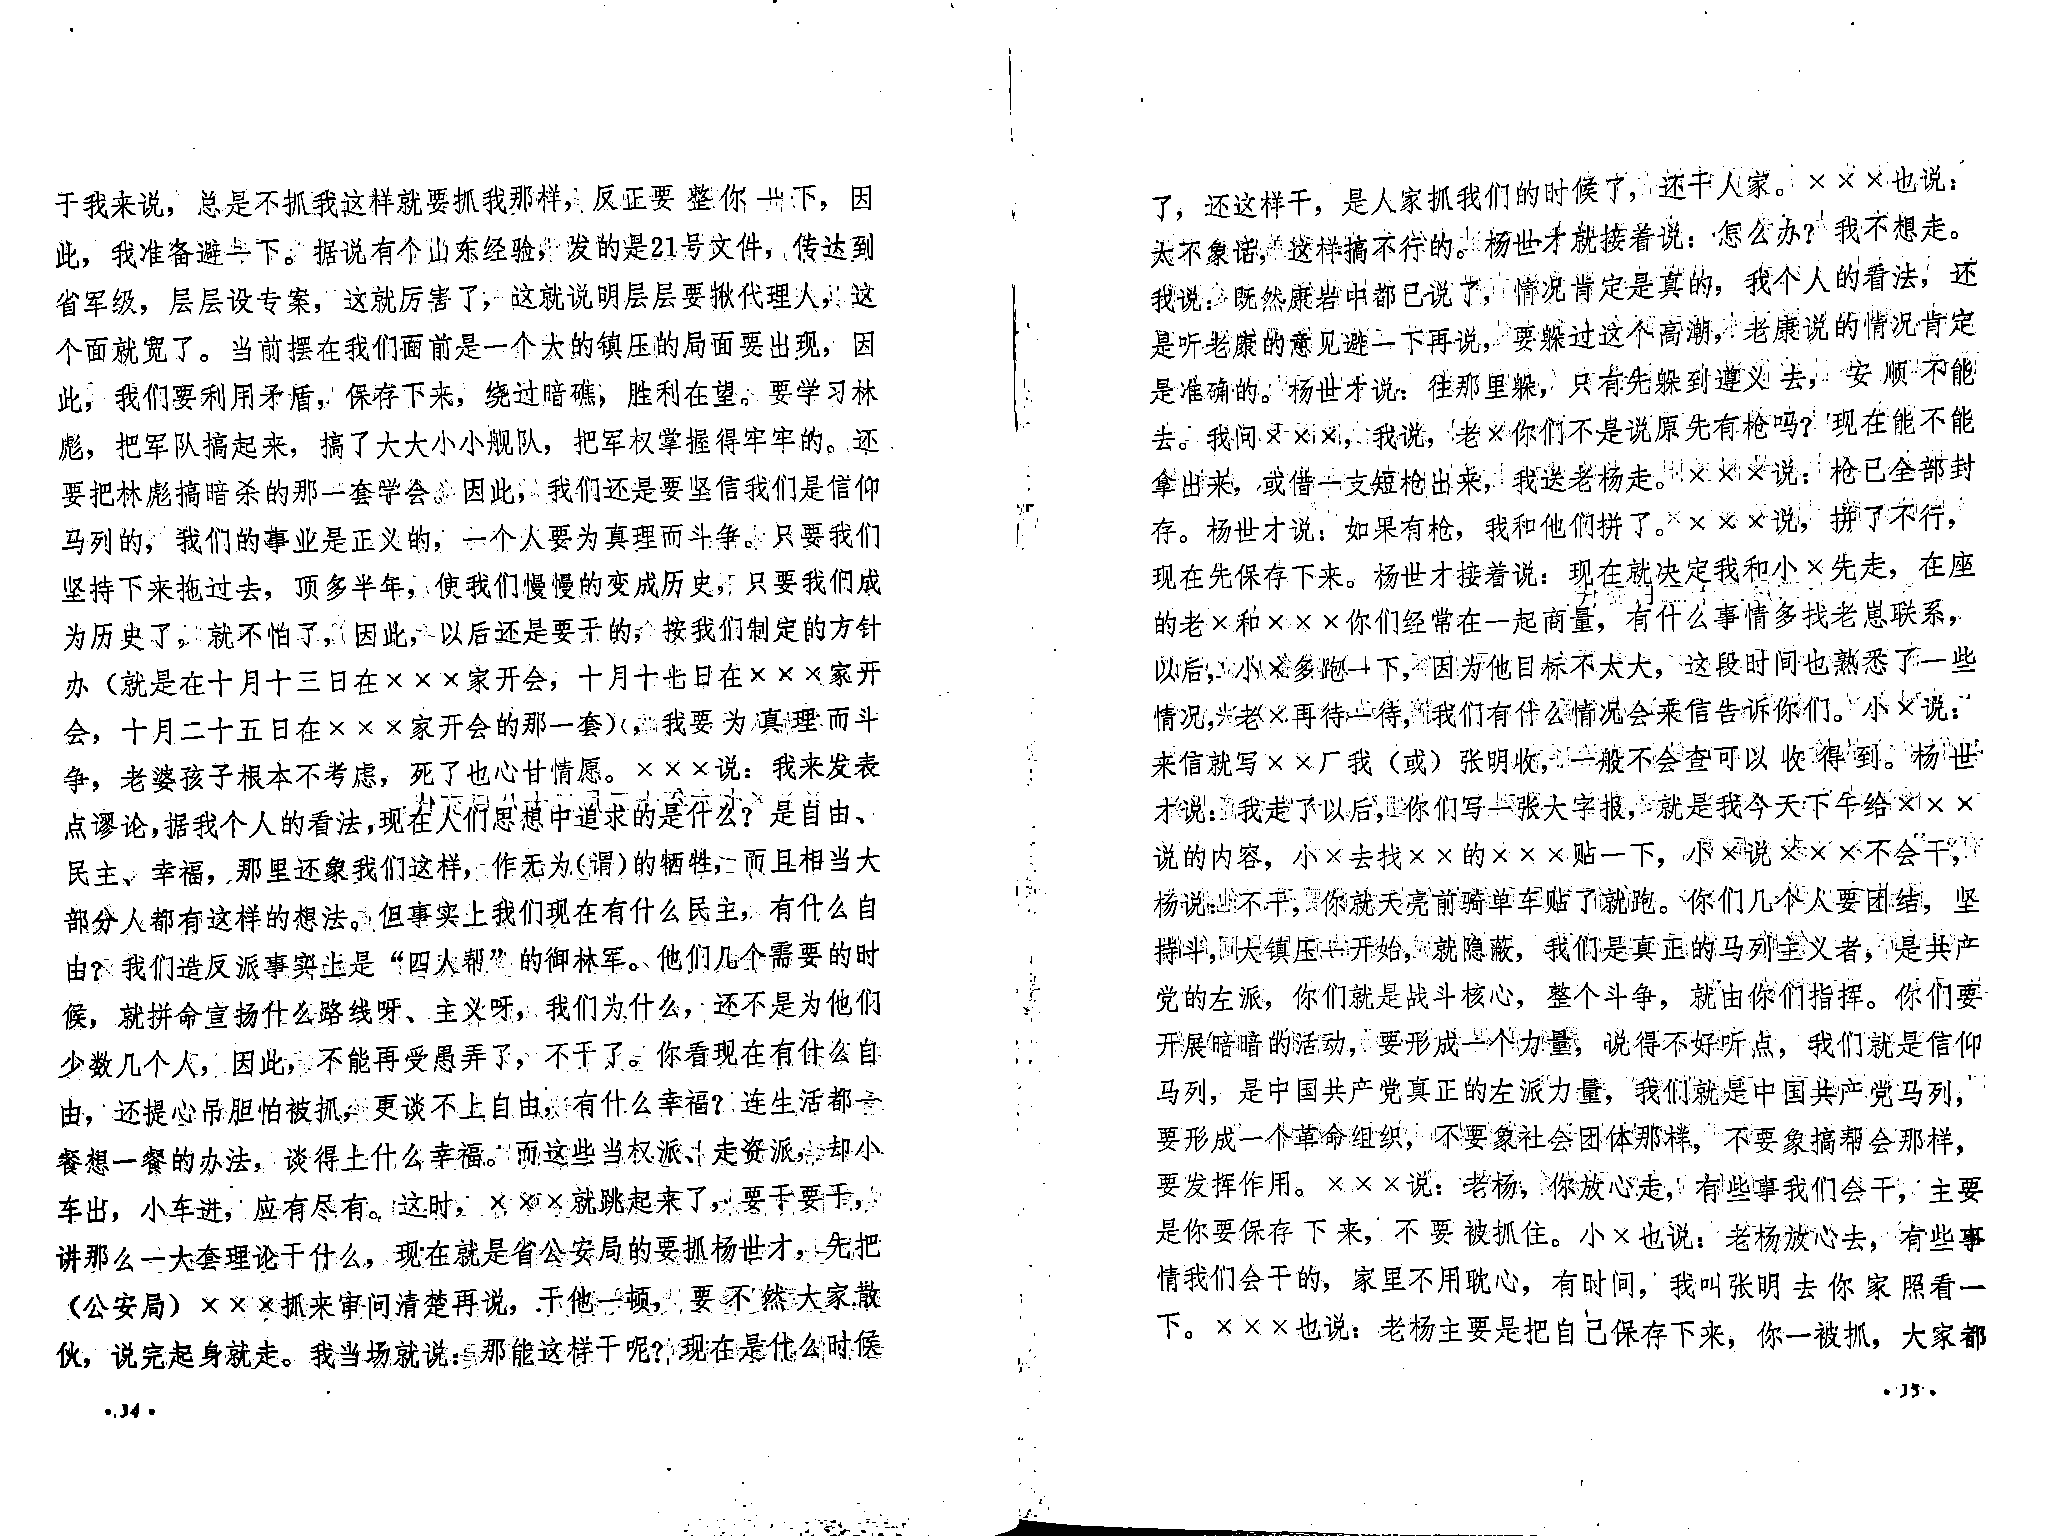 于我来说，总是不抓我这样就要抓我那样，反正要整你一下，因
此，我准备避一下。据说有个山东经验，发的是21号文件，传达到
省军级，层层设专案，这就厉害了，这就说明层层要揪代理人，这
个面就宽了。当前摆在我们面前是一个大的镇压的局面要出现，因
此，我们要利用矛盾，保存下来，绕过暗礁，胜利在望。要学习林
彪，把军队搞起来，搞了大大小小舰队，把军权掌握得牢牢的。还
要把林彪搞暗杀的那一套学会。因此，我们还是要坚信我们是信仰
马列的，我们的事业是正义的，一个人要为真理而斗争。只要我们
坚持下来拖过去，顶多半年，使我们慢慢的变成历史，只要我们成
为历史了，就不怕了，因此，以后还是要干的，按我们制定的方针
办（就是在十月十三日在×××家开会，十月十七日在×××家开
会，十月二十五日在×××家开会的那一套），我要为真理而斗
争，老婆孩子根本不考虑，死了也心甘情愿。×××说：我来发表
点谬论，据我个人的看法，现在人们思想中追求的是什么？是自由、
民主、幸福，那里还象我们这样，作无为(谓)的牺牲，而且相当大
部分人都有这样的想法。但事实上我们现在有什么民主，有什么自
由？我们造反派事实上是“四人帮”的御林军。他们几个需要的时
候，就拼命宣扬什么路线呀、主义呀，我们为什么，还不是为他们
少数几个人，因此，不能再受愚弄了，不干了。你看现在有什么自
由，还提心吊胆怕被抓，更谈不上自由，有什么幸福？连生活都一
餐想一餐的办法，谈得上什么幸福。而这些当权派、走资派，却小
车出，小车进，应有尽有。这时，×××就跳起来了，要干要干，
讲那么一大套理论干什么，现在就是省公安局的要抓杨世才，先把
（公安局）×××抓来审问清楚再说，干他一顿，要不然大家散
伙，说完起身就走。我当场就说：那能这样干呢？现在是什么时候
•14•
了，还这样干，是人家抓我们的时候了，还干人家。×××也说：
太不象话，这样搞不行的。杨世才就接着说：怎么办？我不想走。
我说：既然康岩中都已说了，情况肯定是真的，我个人的看法，还
是听老康的意见避一下再说，要躲过这个高潮，老康说的情况肯定
是准确的。杨世才说：往那里躲，只有先躲到遵义去，安顺不能
去。我问×××，我说，老×你们不是说原先有枪吗？现在能不能
拿出来，或借一支短枪出来，我送老杨走。×××说：枪已全部封
存。杨世才说：如果有枪，我和他们拼了。×××说，拼了不行，
现在先保存下来。杨世才接着说：现在就决定我和小×先走，在座
的老×和×××你们经常在一起商量，有什么事情多找老崽联系，
以后，小×多跑一下，因为他目标不太大，这段时间也熟悉了一些
情况，老×再待一待，我们有什么情况会来信告诉你们。小×说：
来信就写××厂我（或）张明收，一般不会查可以收得到。杨世
才说：我走了以后，你们写一张大字报，就是我今天下午给×××
说的内容，小×去找××的×××贴一下，小×说×××不会干，
杨说：不干，你就天亮前骑单车贴了就跑。你们几个人要团结，坚
持斗，大镇压一开始，就隐蔽，我们是真正的马列主义者，是共产
党的左派，你们就是战斗核心，整个斗争，就由你们指挥。你们要
开展暗暗的活动，要形成一个力量，说得不好听点，我们就是信仰
马列，是中国共产党真正的左派力量，我们就是中国共产党马列，
要形成一个革命组织，不要象社会团体那样，不要象搞帮会那样，
要发挥作用。×××说：老杨，你放心走，有些事我们会干，主要
是你要保存下来，不要被抓住。小×也说：老杨放心去，有些事
情我们会干的，家里不用耽心，有时间，我叫张明去你家照看一
下。×××也说：老杨主要是把自己保存下来，你一被抓，大家都
•15•